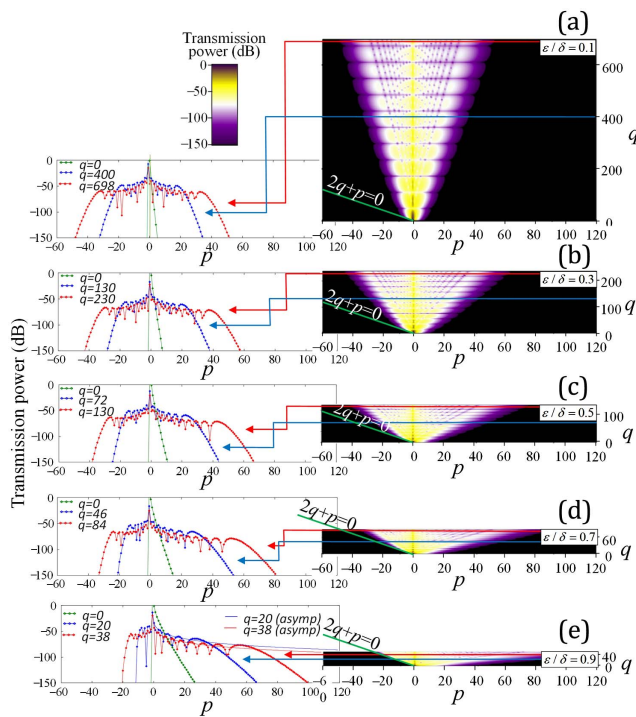 (a)
Transmission
power (dB)
0
−50
−100
−150
ε / δ = 0.1
600
400
q
200
0
2q+p=0
−60 −40 −20 0 20 40 60 80 100 120
p
0
−50
−100
−150
q=0
q=400
q=698
−60 −40 −20 0 20 40 60 80 100
p
(b)
ε / δ = 0.3
200
q
100
0
2q+p=0
−60 −40 −20 0 20 40 60 80 100 120
p
0
−50
−100
−150
q=0
q=130
q=230
−60 −40 −20 0 20 40 60 80 100
p
Transmission power (dB)
(c)
ε / δ = 0.5
100
q
0
2q+p=0
−60 −40 −20 0 20 40 60 80 100 120
p
0
−50
−100
−150
q=0
q=72
q=130
−60 −40 −20 0 20 40 60 80 100
p
(d)
ε / δ = 0.7
60
q
0
2q+p=0
−60 −40 −20 0 20 40 60 80 100 120
p
0
−50
−100
−150
q=0
q=46
q=84
−60 −40 −20 0 20 40 60 80 100
p
(e)
ε / δ = 0.9
40
q
0
2q+p=0
−6
0
−40 −20 0 20 40 60 80 100 120
p
0
−50
−100
−150
q=0
q=20
q=38
q=20 (asymp)
q=38 (asymp)
−60 −40 −20 0 20 40 60 80 100
p